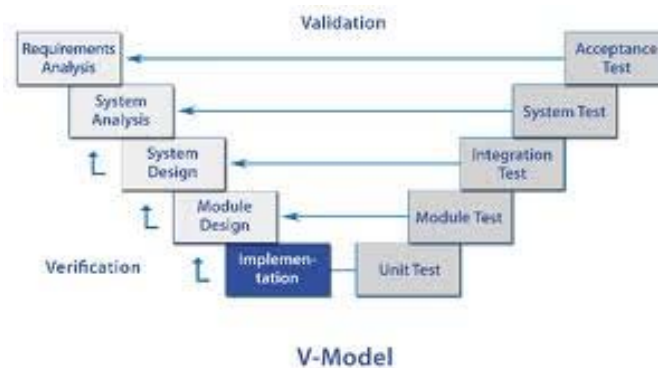 Validation
Requirements
Analysis
Acceptance
Test
System
Analysis
System Test
System
Design
Integration
Test
Module
Design
Module Test
Verification
Implemen-
tation
Unit Test
V-Model